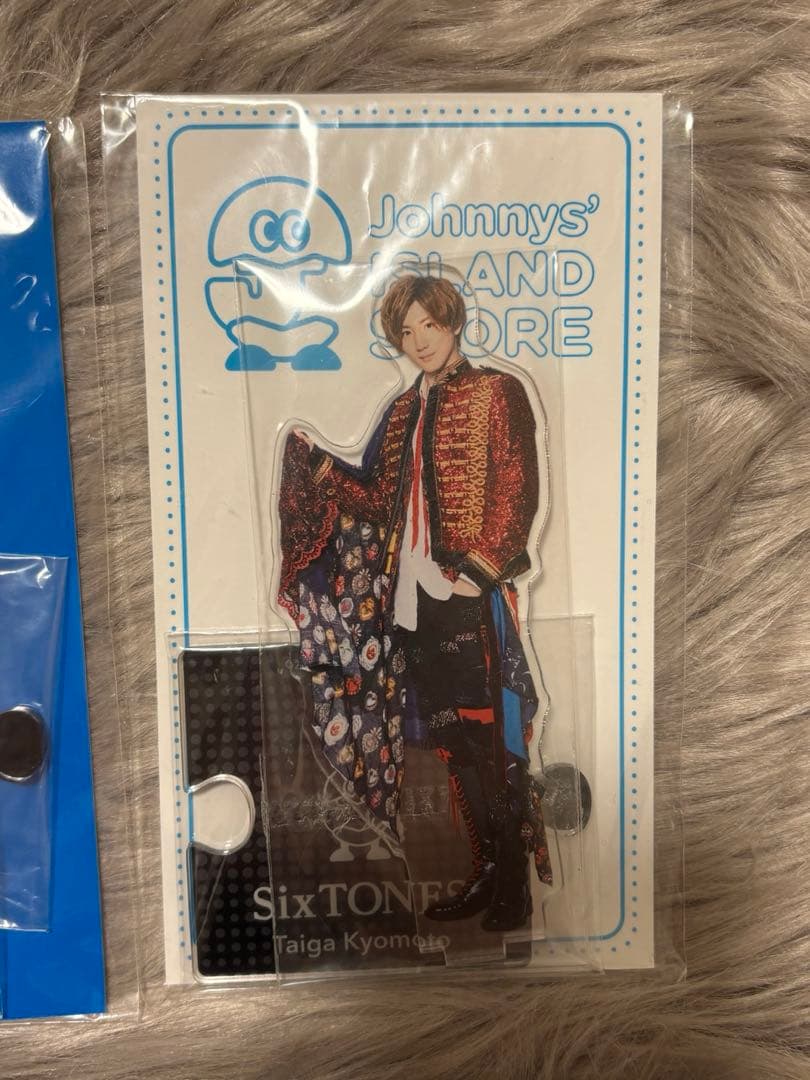 Johnnys'
ISLAND
STORE
SixTONES
Taiga Kyomoto